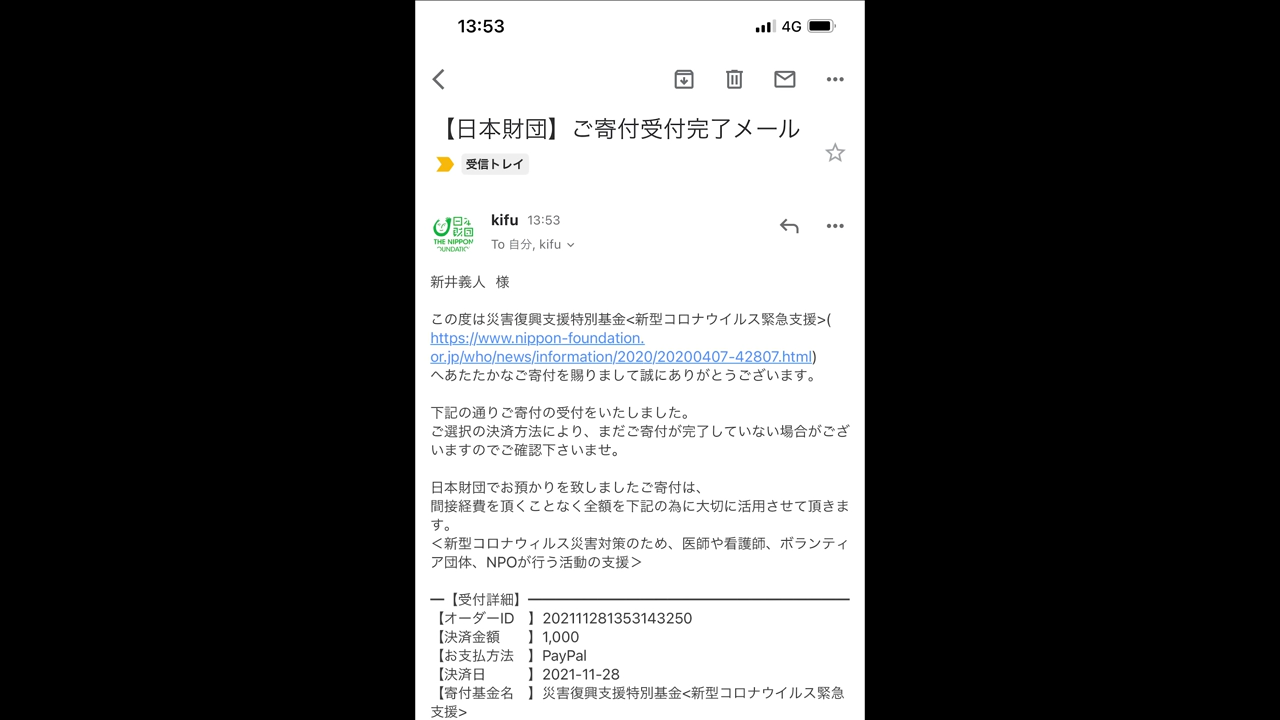 13:53
4G
【日本財団】ご寄付受付完了メール
受信トレイ
日本
財団
THE NIPPON
FOUNDATION
kifu 13:53
To 自分, kifu
新井義人 様
この度は災害復興支援特別基金<新型コロナウイルス緊急支援>(
https://www.nippon-foundation.
or.jp/who/news/information/2020/20200407-42807.html)
へあたたかなご寄付を賜りまして誠にありがとうございます。
下記の通りご寄付の受付をいたしました。
ご選択の決済方法により、まだご寄付が完了していない場合がござ
いますのでご確認下さいませ。
日本財団でお預かりを致しましたご寄付は、
間接経費を頂くことなく全額を下記の為に大切に活用させて頂きま
す。
＜新型コロナウィルス災害対策のため、医師や看護師、ボランティ
ア団体、NPOが行う活動の支援＞
━【受付詳細】━━━━━━━━━━━━━━━━━━━━━━━
【オーダーID 】202111281353143250
【決済金額 】1,000
【お支払方法 】PayPal
【決済日 】2021-11-28
【寄付基金名 】災害復興支援特別基金<新型コロナウイルス緊急
支援>